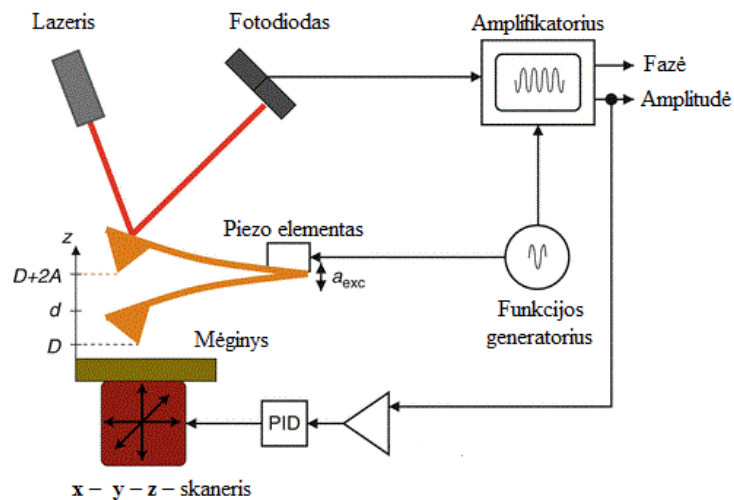 Lazeris
Fotodiodas
Amplifikatorius
Fazė
Amplitudė
Piezo elementas
z
D+2A
a_exc
d
Funkcijos
generatorius
D
Mėginys
PID
x – y – z – skaneris